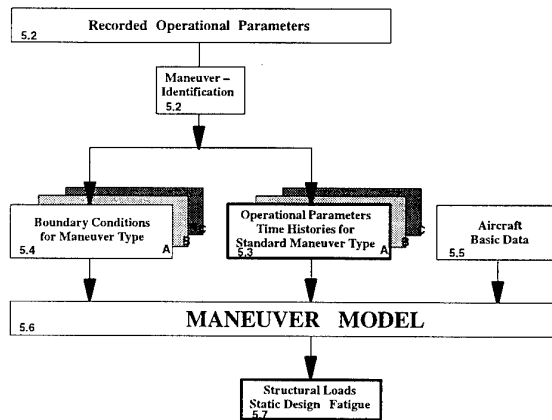 Recorded Operational Parameters
5.2
Maneuver –
Identification
5.2
Boundary Conditions
for Maneuver Type
5.4
A
B
C
Operational Parameters
Time Histories for
Standard Maneuver Type
5.3
A
B
C
Aircraft
Basic Data
5.5
MANEUVER MODEL
5.6
Structural Loads
Static Design Fatigue
5.7